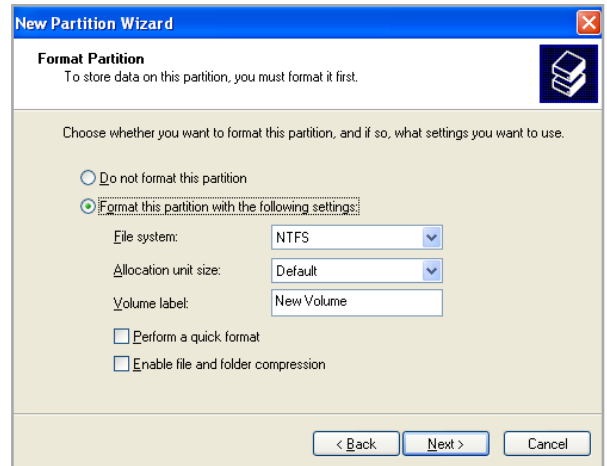 New Partition Wizard
Format Partition
To store data on this partition, you must format it first.
Choose whether you want to format this partition, and if so, what settings you want to use.
Do not format this partition
Format this partition with the following settings:
File system: NTFS
Allocation unit size: Default
Volume label: New Volume
Perform a quick format
Enable file and folder compression
< Back Next > Cancel